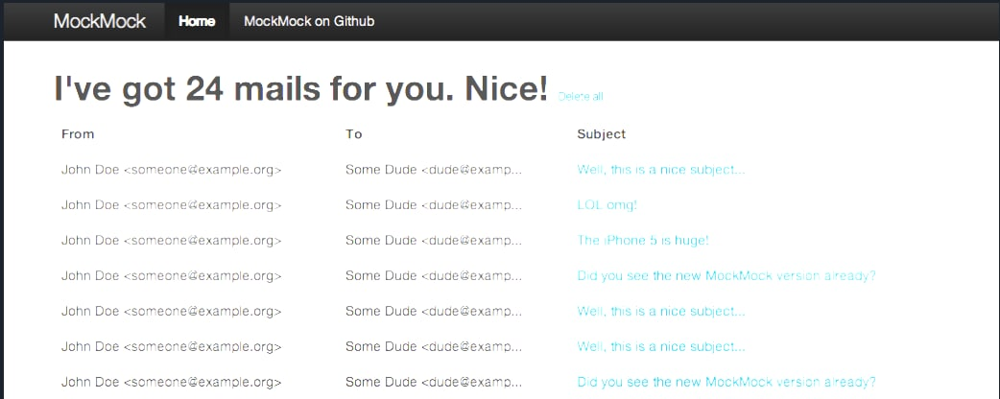 MockMock Home MockMock on Github
I've got 24 mails for you. Nice! Delete all
From To Subject
John Doe <someone@example.org> Some Dude <dude@examp... Well, this is a nice subject...
John Doe <someone@example.org> Some Dude <dude@examp... LOL omg!
John Doe <someone@example.org> Some Dude <dude@examp... The iPhone 5 is huge!
John Doe <someone@example.org> Some Dude <dude@examp... Did you see the new MockMock version already?
John Doe <someone@example.org> Some Dude <dude@examp... Well, this is a nice subject...
John Doe <someone@example.org> Some Dude <dude@examp... Well, this is a nice subject...
John Doe <someone@example.org> Some Dude <dude@examp... Did you see the new MockMock version already?